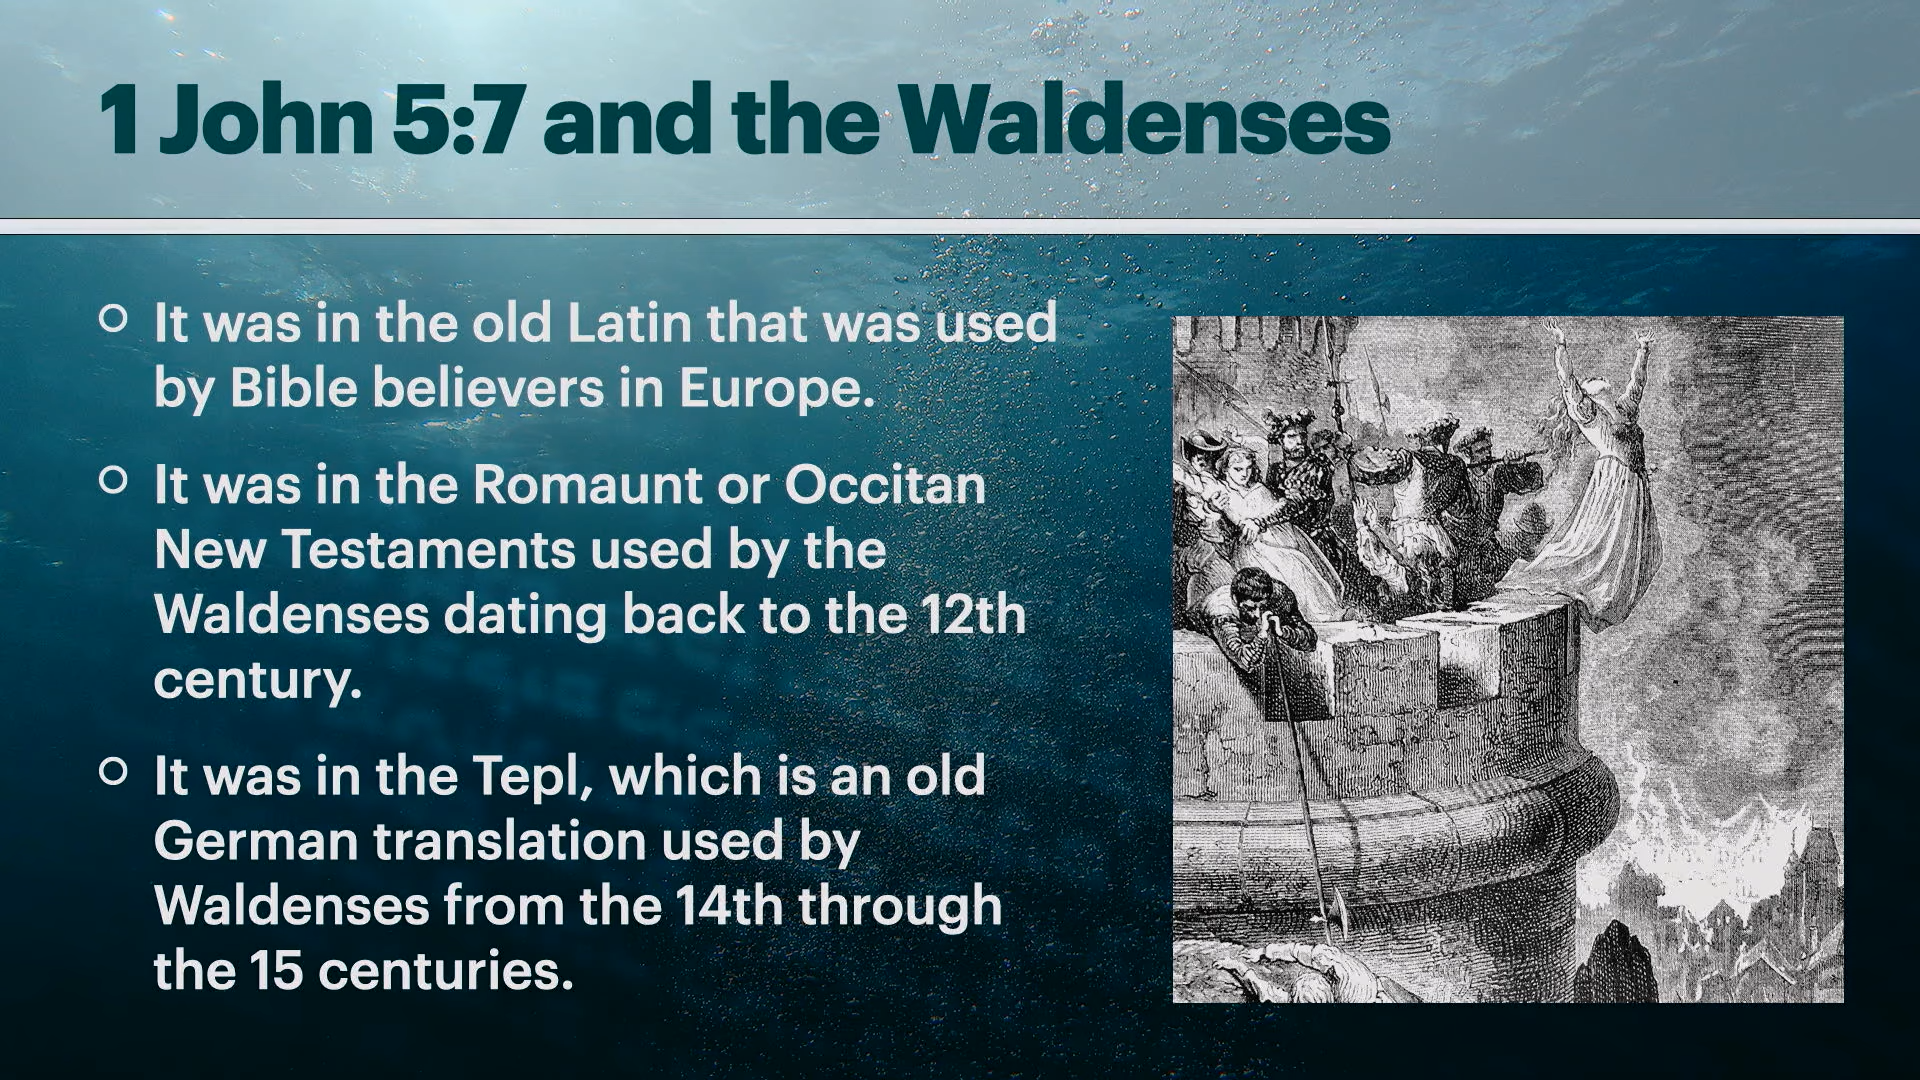 1 John 5:7 and the Waldenses
It was in the old Latin that was used
by Bible believers in Europe.
It was in the Romaunt or Occitan
New Testaments used by the
Waldenses dating back to the 12th
century.
It was in the Tepl, which is an old
German translation used by
Waldenses from the 14th through
the 15 centuries.